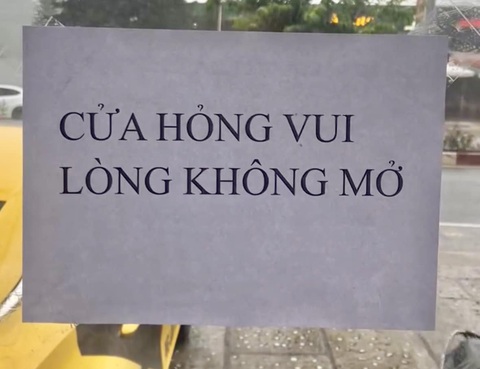 CỬA HỎNG VUI
LÒNG KHÔNG MỞ